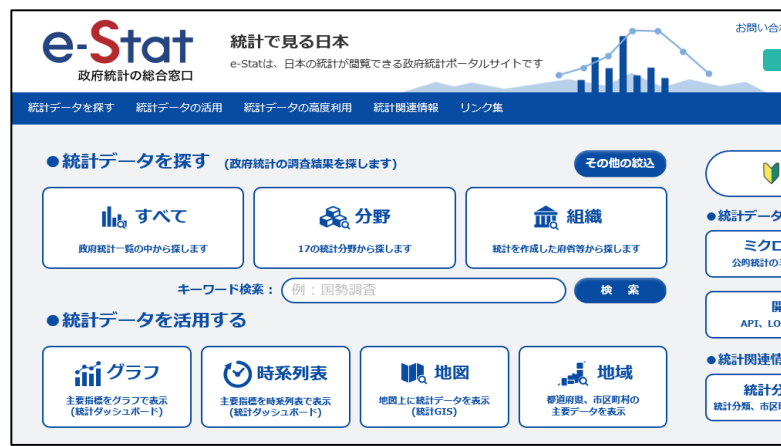 e-Stat
政府統計の総合窓口
統計で見る日本
e-Statは、日本の統計が閲覧できる政府統計ポータルサイトです
お問い合わ
統計データを探す 統計データの活用 統計データの高度利用 統計関連情報 リンク集
●統計データを探す (政府統計の調査結果を探します)
その他の絞込
すべて
政府統計一覧の中から探します
分野
17の統計分野から探します
組織
統計を作成した府省等から探します
キーワード検索:
例:国勢調査
検 索
●統計データを活用する
グラフ
主要指標をグラフで表示
(統計ダッシュボード)
時系列表
主要指標を時系列表で表示
(統計ダッシュボード)
地図
地図上に統計データを表示
(統計GIS)
地域
都道府県、市区町村の
主要データを表示
●統計データ
ミクロ
公的統計の
API、LO
●統計関連情
統計分
統計分類、市区